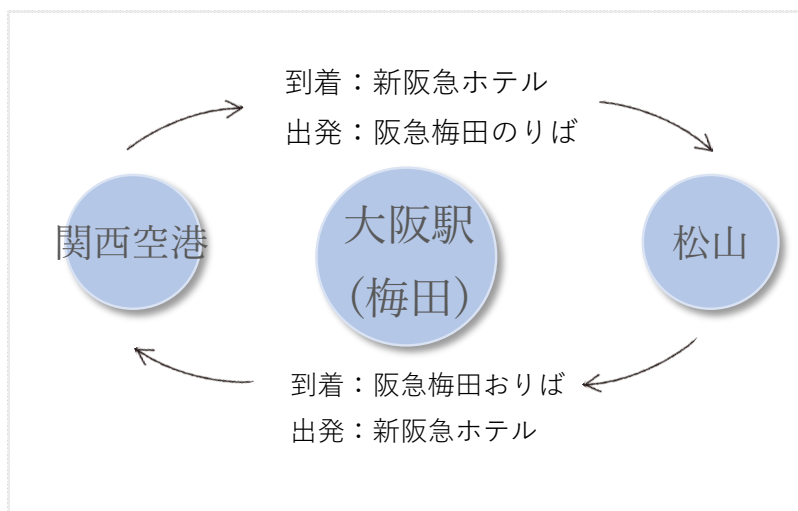 到着：新阪急ホテル
出発：阪急梅田のりば
関西空港
大阪駅
(梅田)
松山
到着：阪急梅田おりば
出発：新阪急ホテル